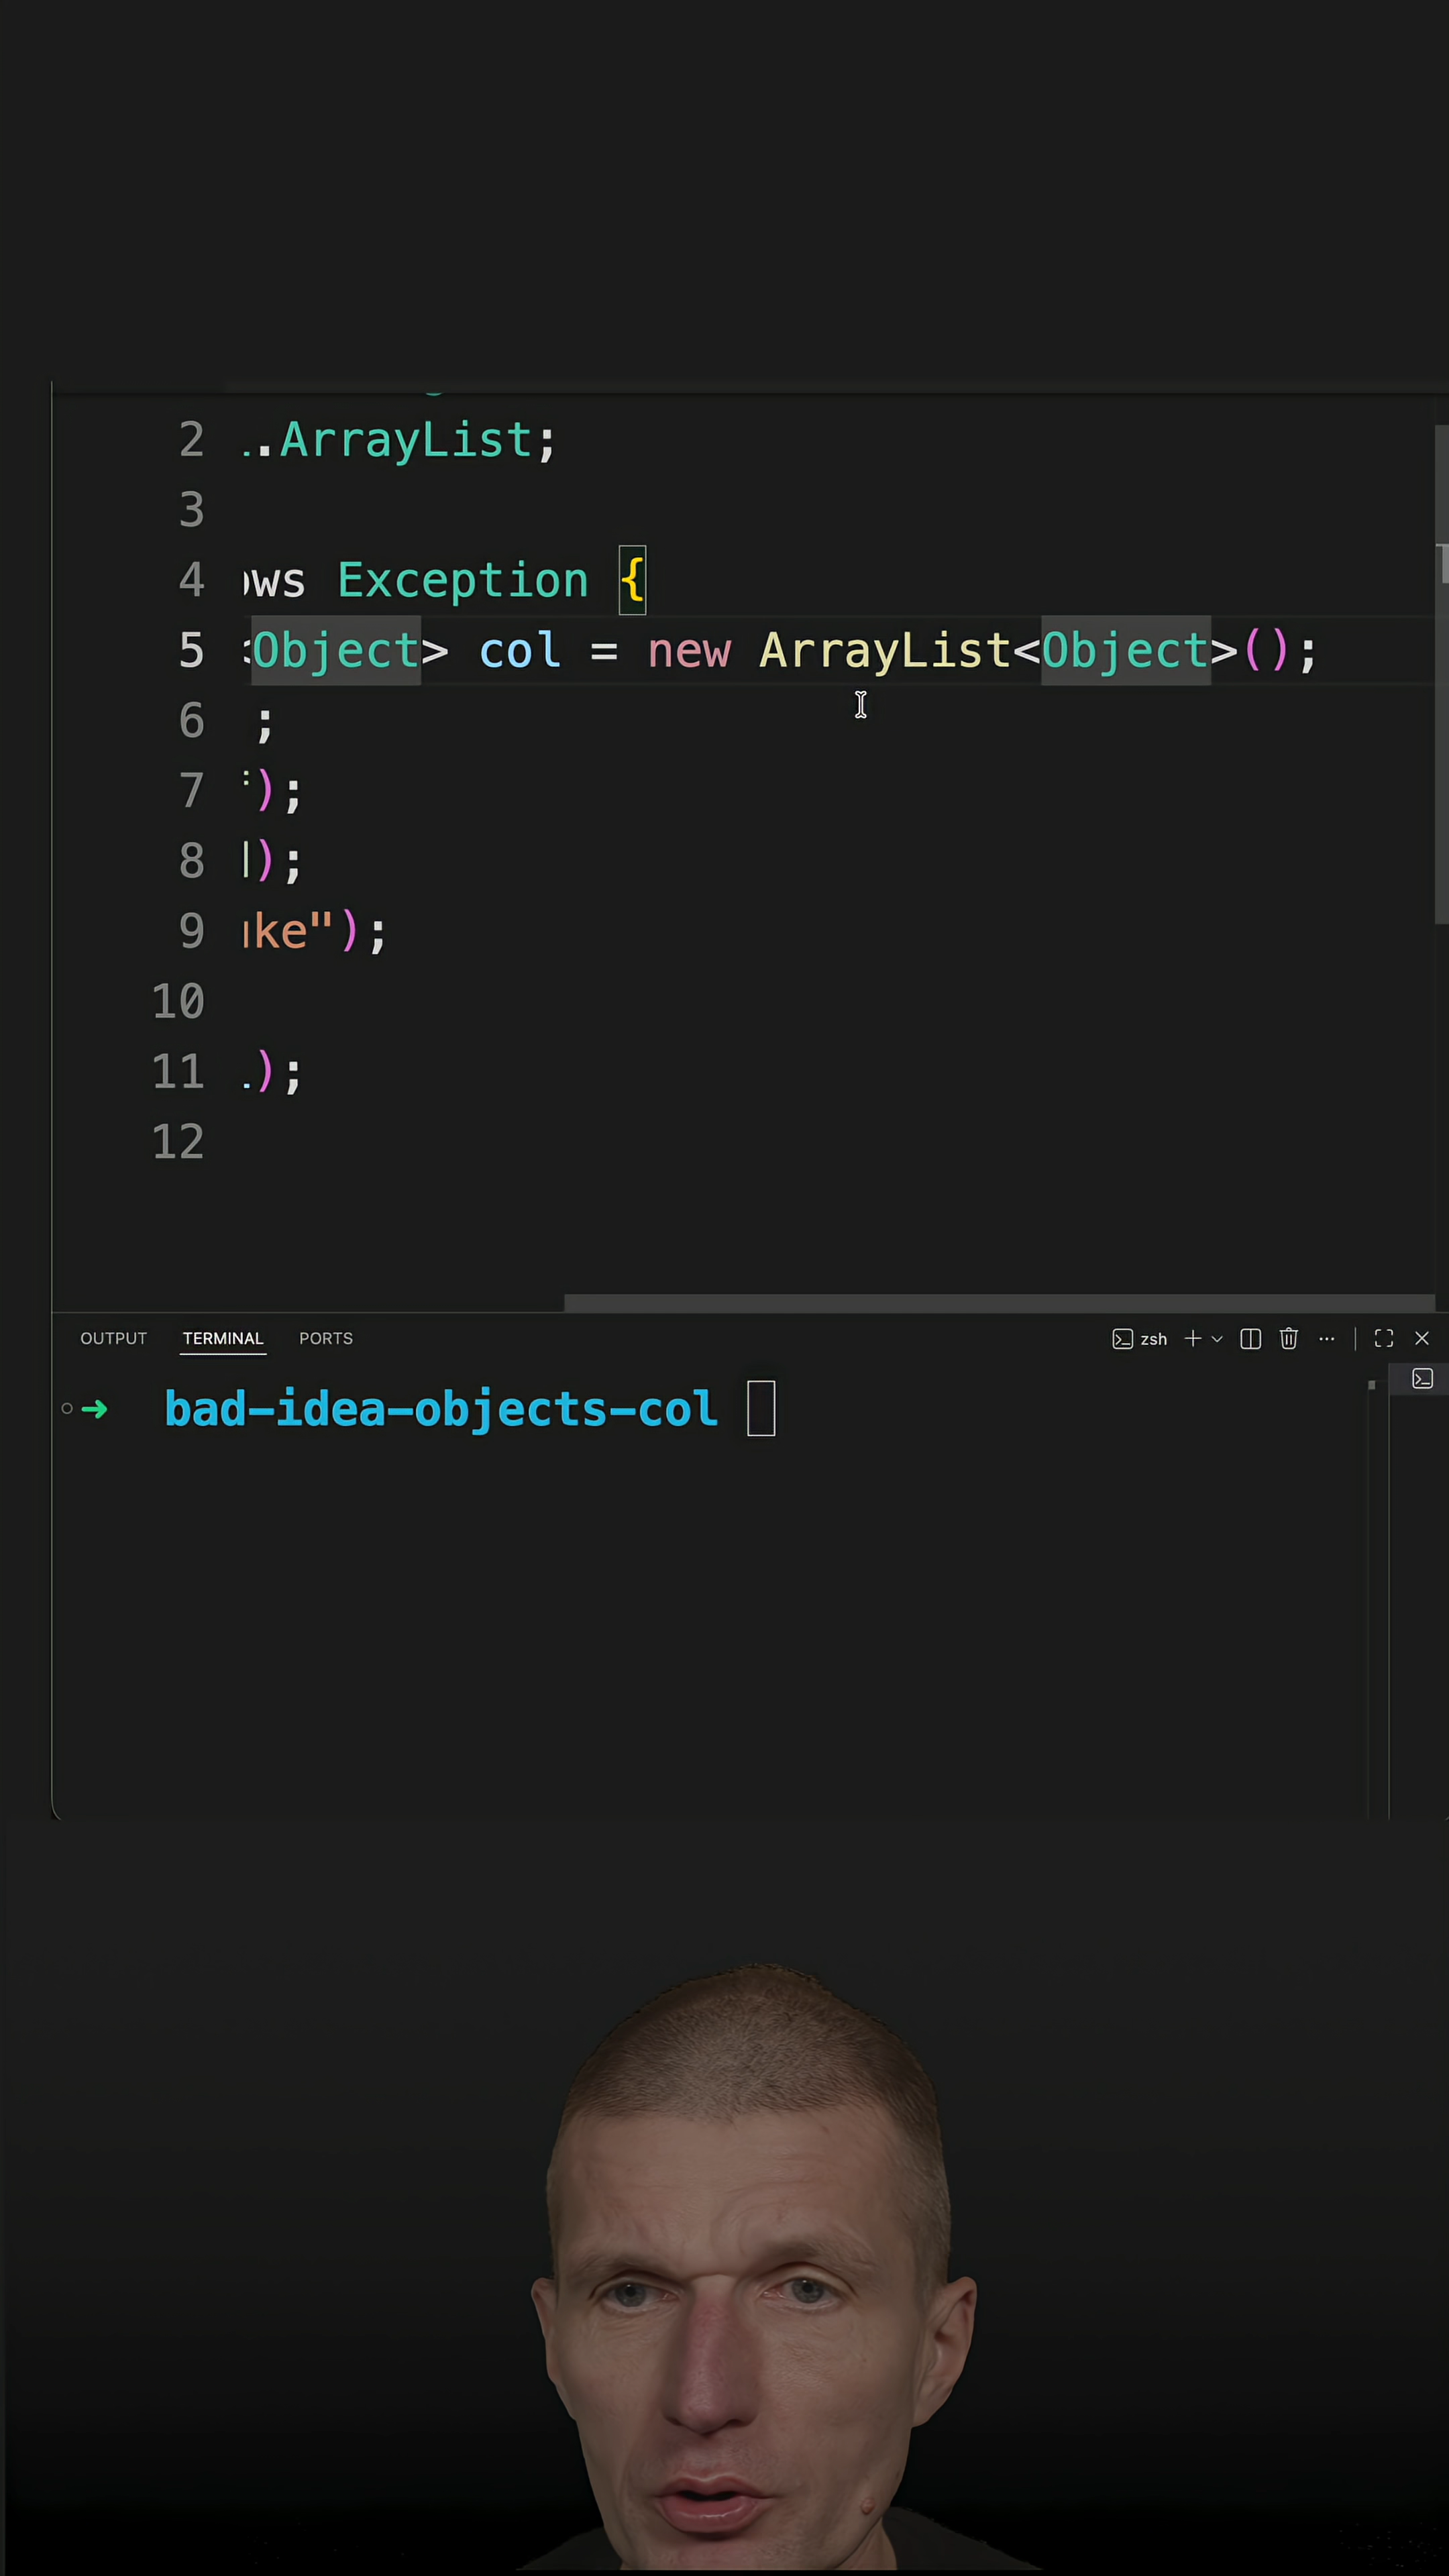 2 .ArrayList;
3
4 ows Exception {
5 <Object> col = new ArrayList<Object>();
6 ;
7 );
8 );
9 uke");
10
11 );
12
OUTPUT TERMINAL PORTS zsh
bad-idea-objects-col